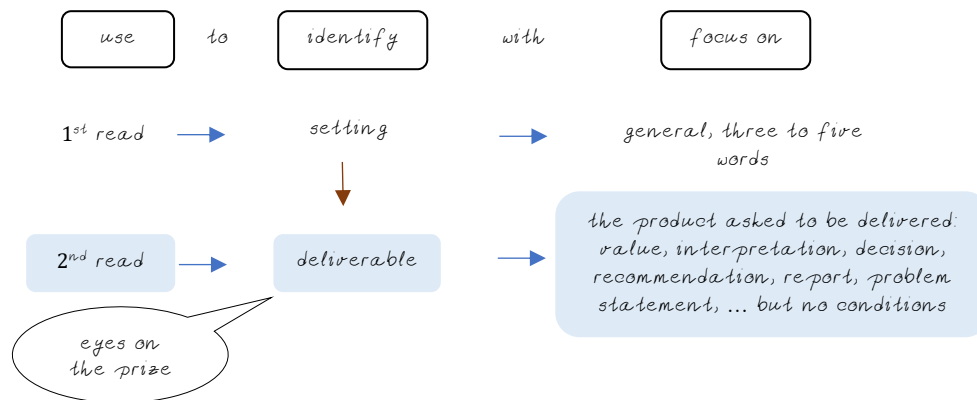 use to identify with focus on
1st read setting general, three to five
words
2nd read deliverable the product asked to be delivered:
value, interpretation, decision,
recommendation, report, problem
statement, ... but no conditions
eyes on
the prize